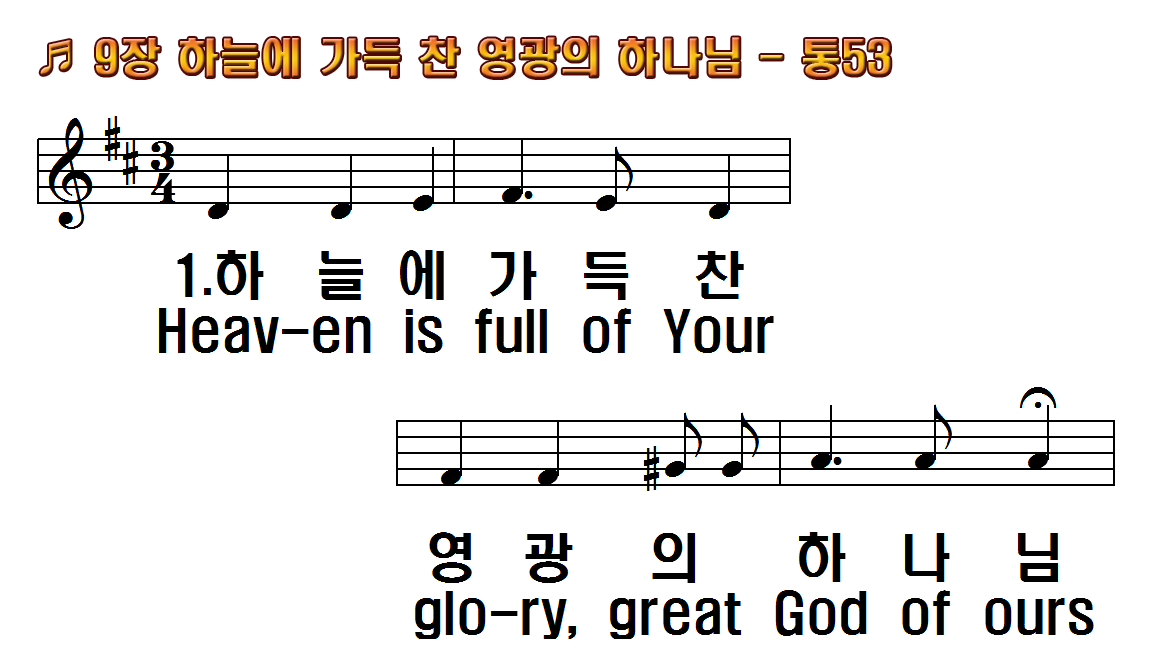 ♬ 9장 하늘에 가득 찬 영광의 하나님 - 통53
3
4
1.하 늘 에 가 득 찬
Heav-en is full of Your
영 광 의 하 나 님
glo-ry, great God of ours